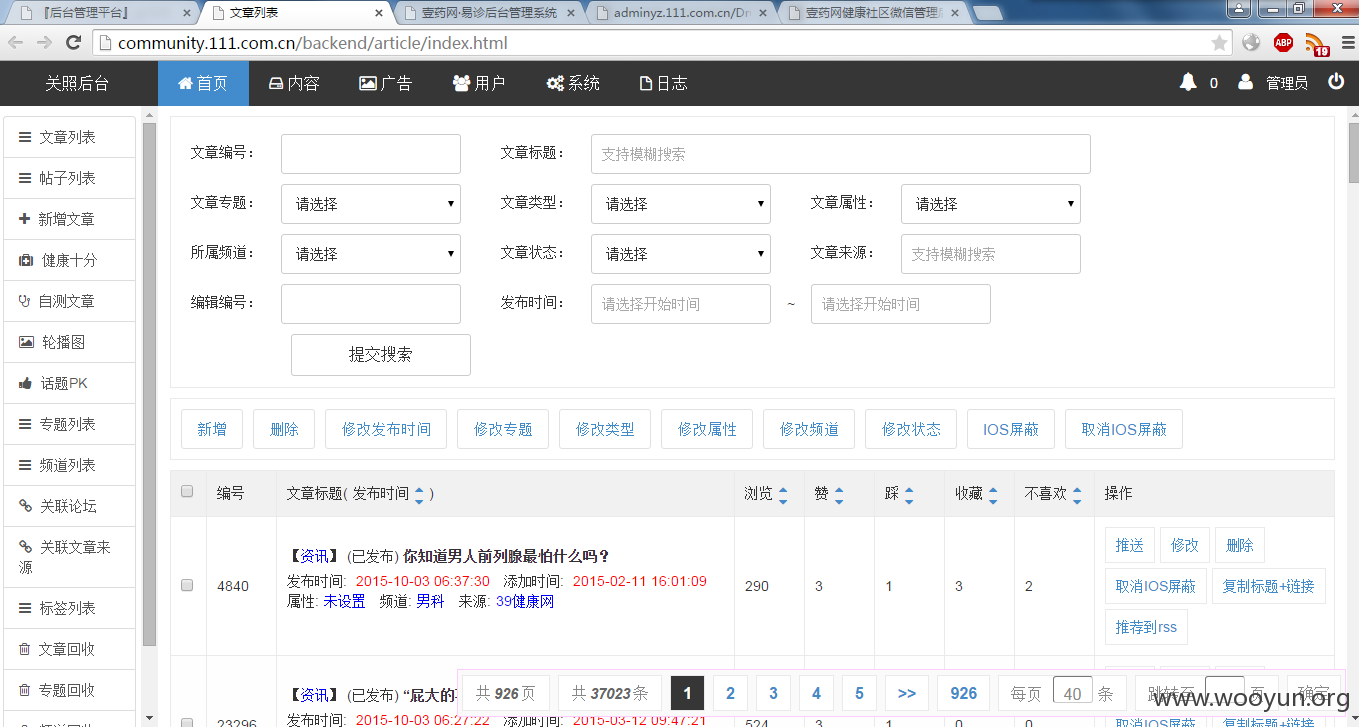 『后台管理平台』 × 文章列表 × 壹药网·易诊后台管理系统 × adminyz.111.com.cn/Dr × 壹药网健康社区微信管理 ×
community.111.com.cn/backend/article/index.html ABP 19
关照后台 首页 内容 广告 用户 系统 日志 0 管理员
文章列表
帖子列表
新增文章
健康十分
自测文章
轮播图
话题PK
专题列表
频道列表
关联论坛
关联文章来
源
标签列表
文章回收
专题回收
文章编号： 文章标题： 支持模糊搜索
文章专题： 请选择 文章类型： 请选择 文章属性： 请选择
所属频道： 请选择 文章状态： 请选择 文章来源： 支持模糊搜索
编辑编号： 发布时间： 请选择开始时间 ~ 请选择开始时间
提交搜索
新增 删除 修改发布时间 修改专题 修改类型 修改属性 修改频道 修改状态 IOS屏蔽 取消IOS屏蔽
编号 文章标题( 发布时间 ) 浏览 赞 踩 收藏 不喜欢 操作
4840
【资讯】 (已发布) 你知道男人前列腺最怕什么吗？
发布时间: 2015-10-03 06:37:30 添加时间: 2015-02-11 16:01:09
属性: 未设置 频道: 男科 来源: 39健康网
290 3 1 3 2
推送 修改 删除
取消IOS屏蔽 复制标题+链接
推荐到rss
【资讯】 (已发布) “屁大的
23296 发布时间: 2015-10-03 06:27:22 添加时间: 2015-03-12 09:47:21 524 3 1 0 0 取消IOS屏蔽 复制标题+链接
共 926 页 共 37023 条 1 2 3 4 5 >> 926 每页 40 条 跳转至 页 确定
www.wooyun.org